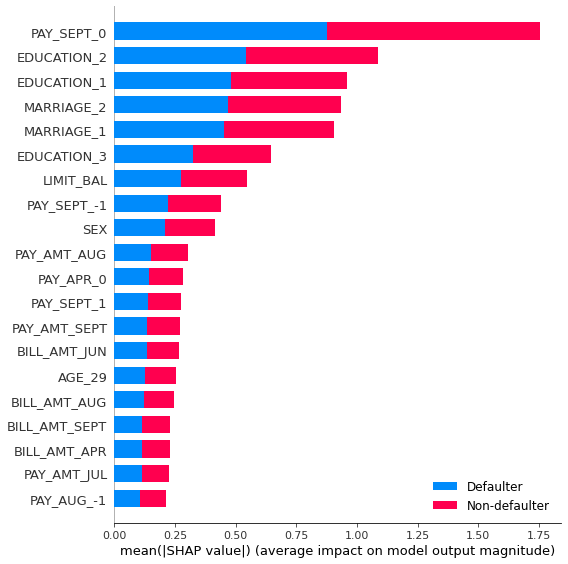 PAY_SEPT_0
EDUCATION_2
EDUCATION_1
MARRIAGE_2
MARRIAGE_1
EDUCATION_3
LIMIT_BAL
PAY_SEPT_-1
SEX
PAY_AMT_AUG
PAY_APR_0
PAY_SEPT_1
PAY_AMT_SEPT
BILL_AMT_JUN
AGE_29
BILL_AMT_AUG
BILL_AMT_SEPT
BILL_AMT_APR
PAY_AMT_JUL
PAY_AUG_-1
Defaulter
Non-defaulter
0.00 0.25 0.50 0.75 1.00 1.25 1.50 1.75
mean(|SHAP value|) (average impact on model output magnitude)